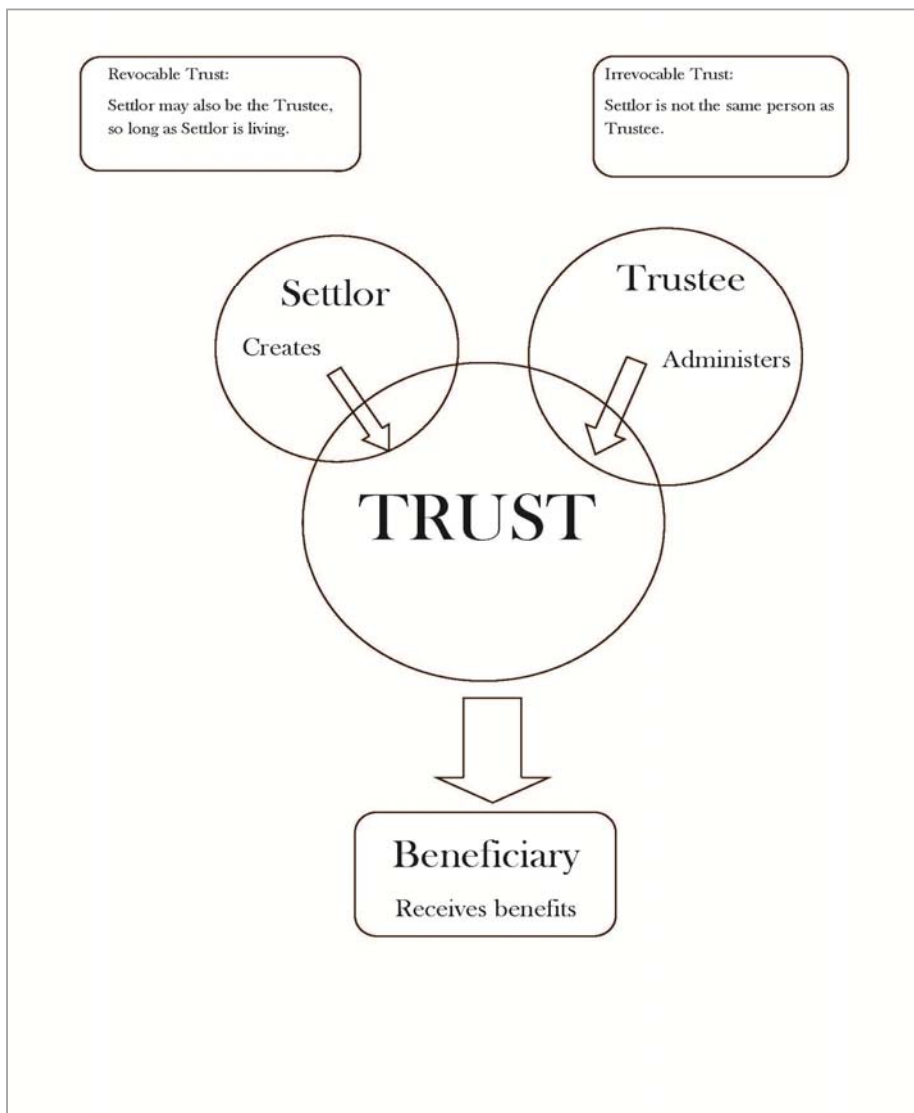 Revocable Trust:
Settlor may also be the Trustee,
so long as Settlor is living.
Irrevocable Trust:
Settlor is not the same person as
Trustee.
Settlor
Creates
Trustee
Administers
TRUST
Beneficiary
Receives benefits